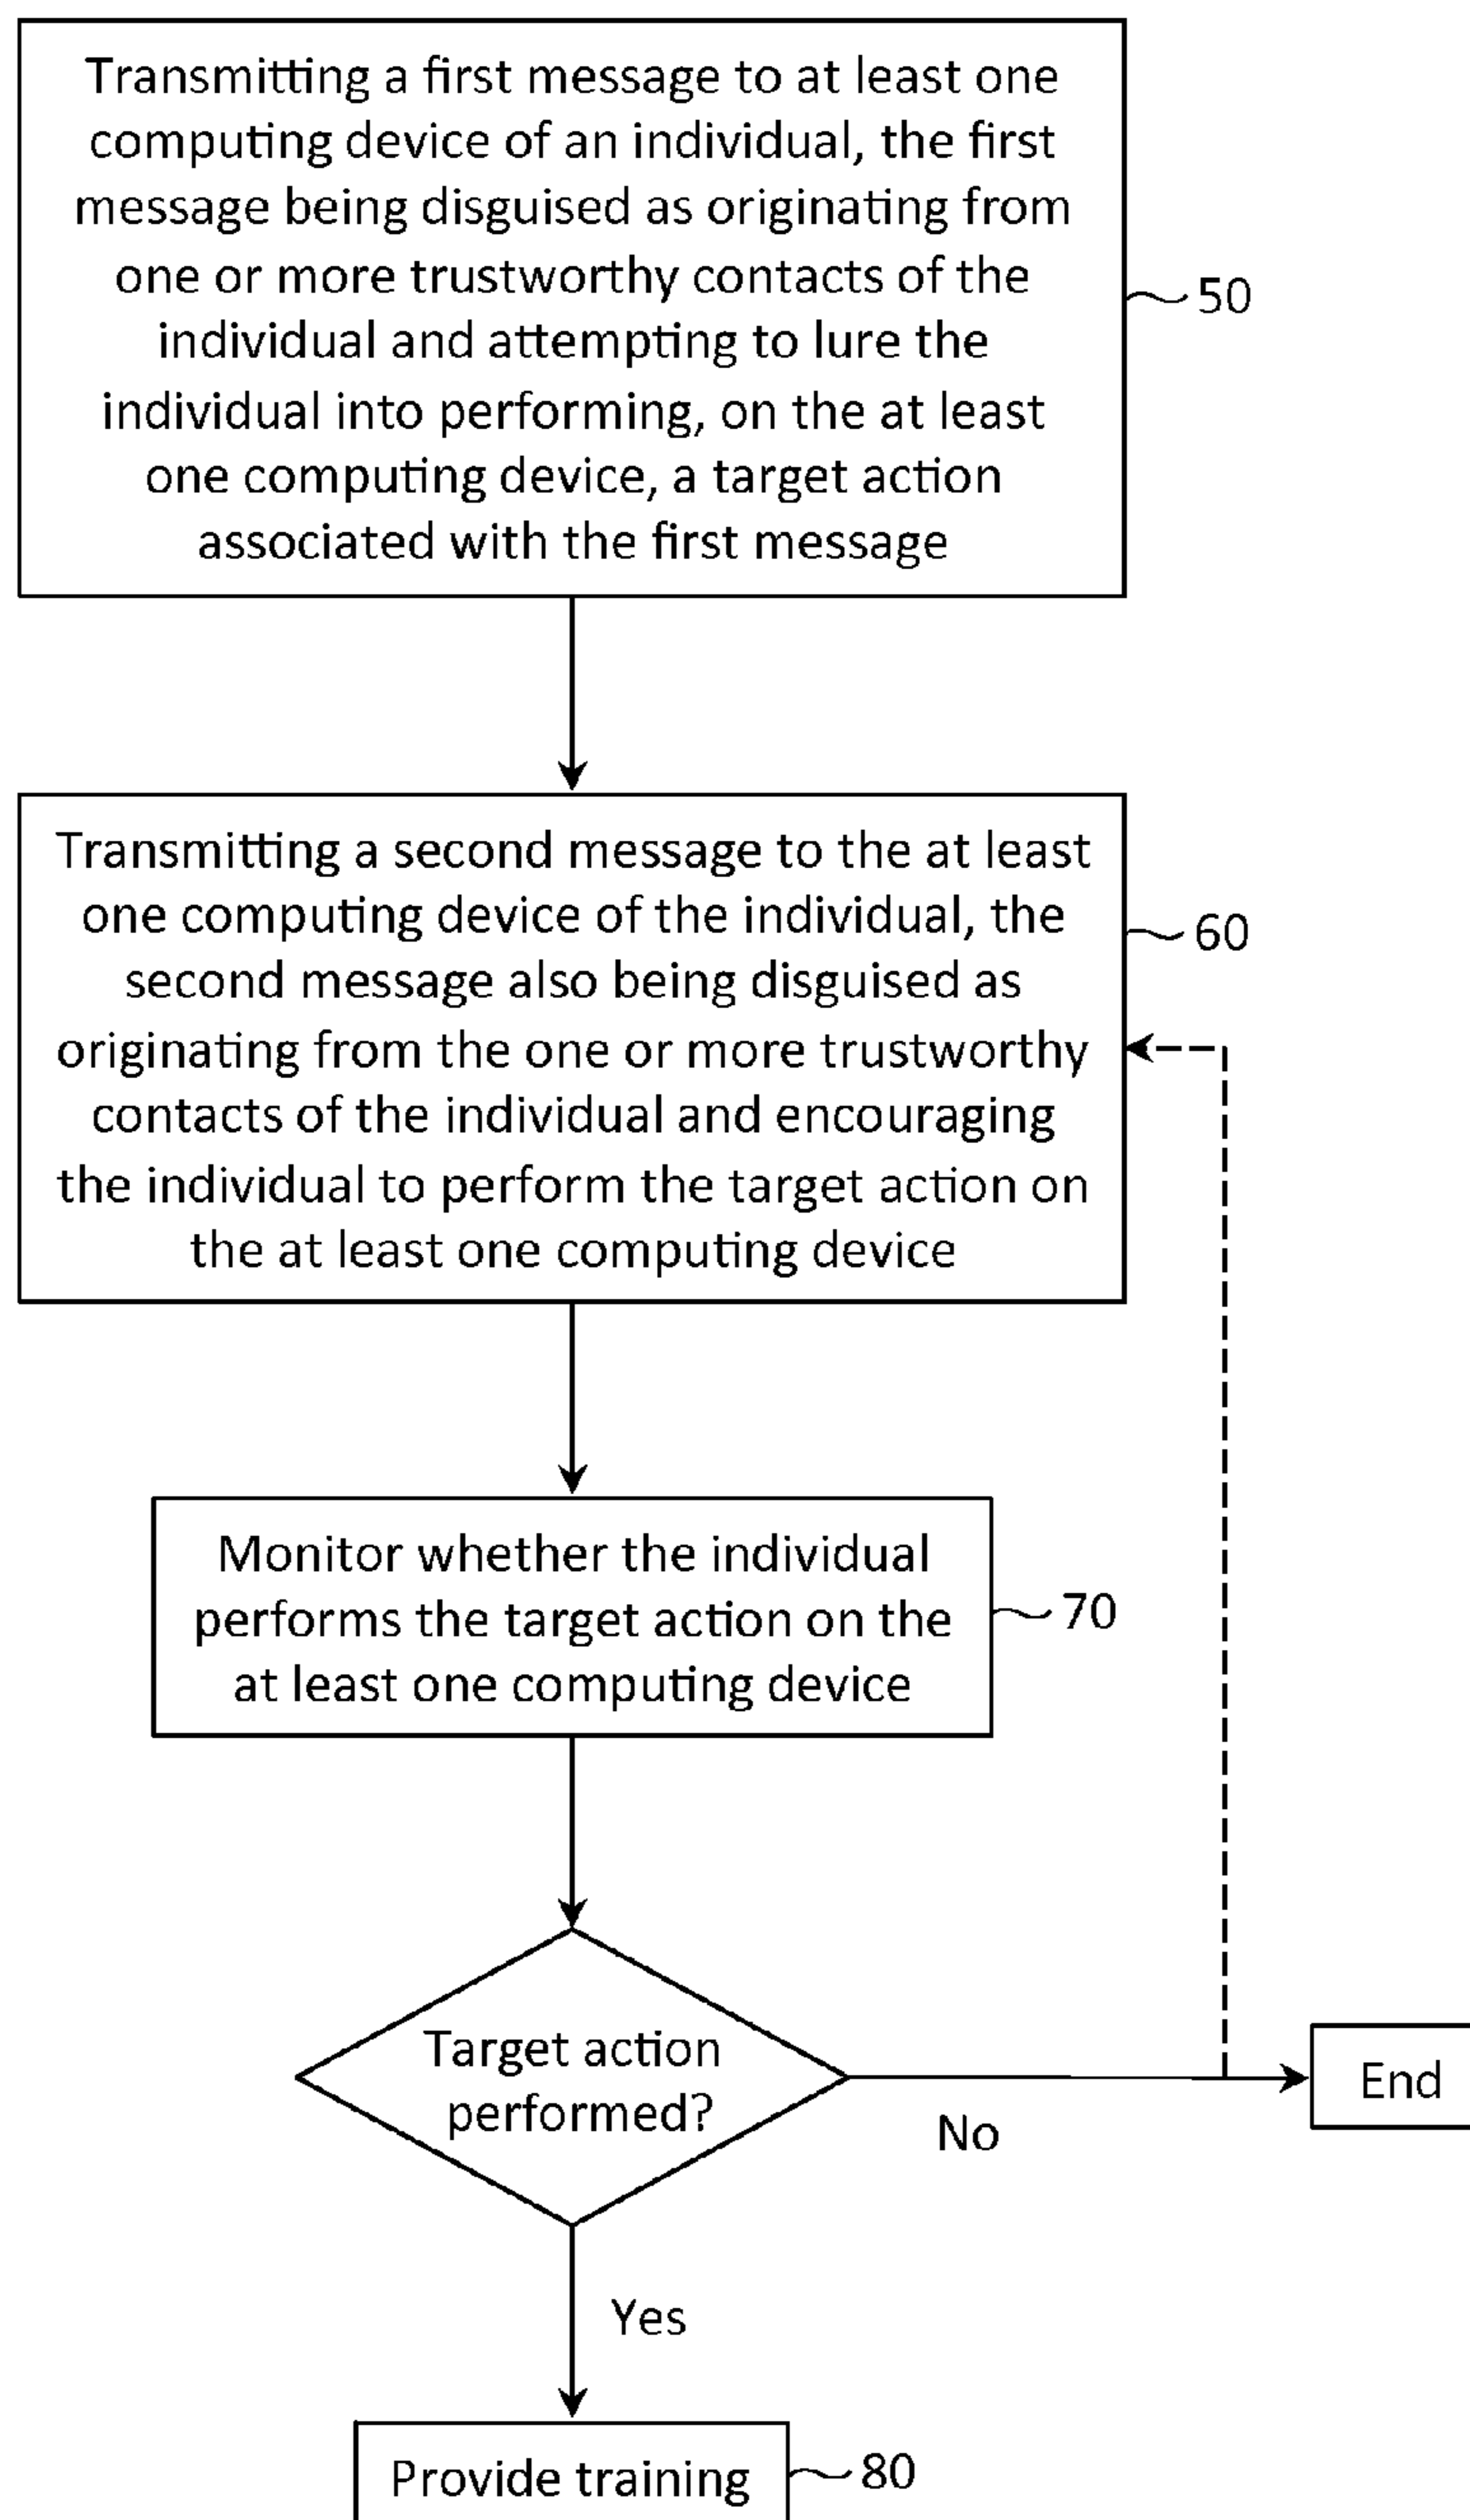 Transmitting a first message to at least one
computing device of an individual, the first
message being disguised as originating from
one or more trustworthy contacts of the
individual and attempting to lure the
individual into performing, on the at least
one computing device, a target action
associated with the first message
50
Transmitting a second message to the at least
one computing device of the individual, the
second message also being disguised as
originating from the one or more trustworthy
contacts of the individual and encouraging
the individual to perform the target action on
the at least one computing device
60
Monitor whether the individual
performs the target action on the
at least one computing device
70
Target action
performed?
No
End
Yes
Provide training
80